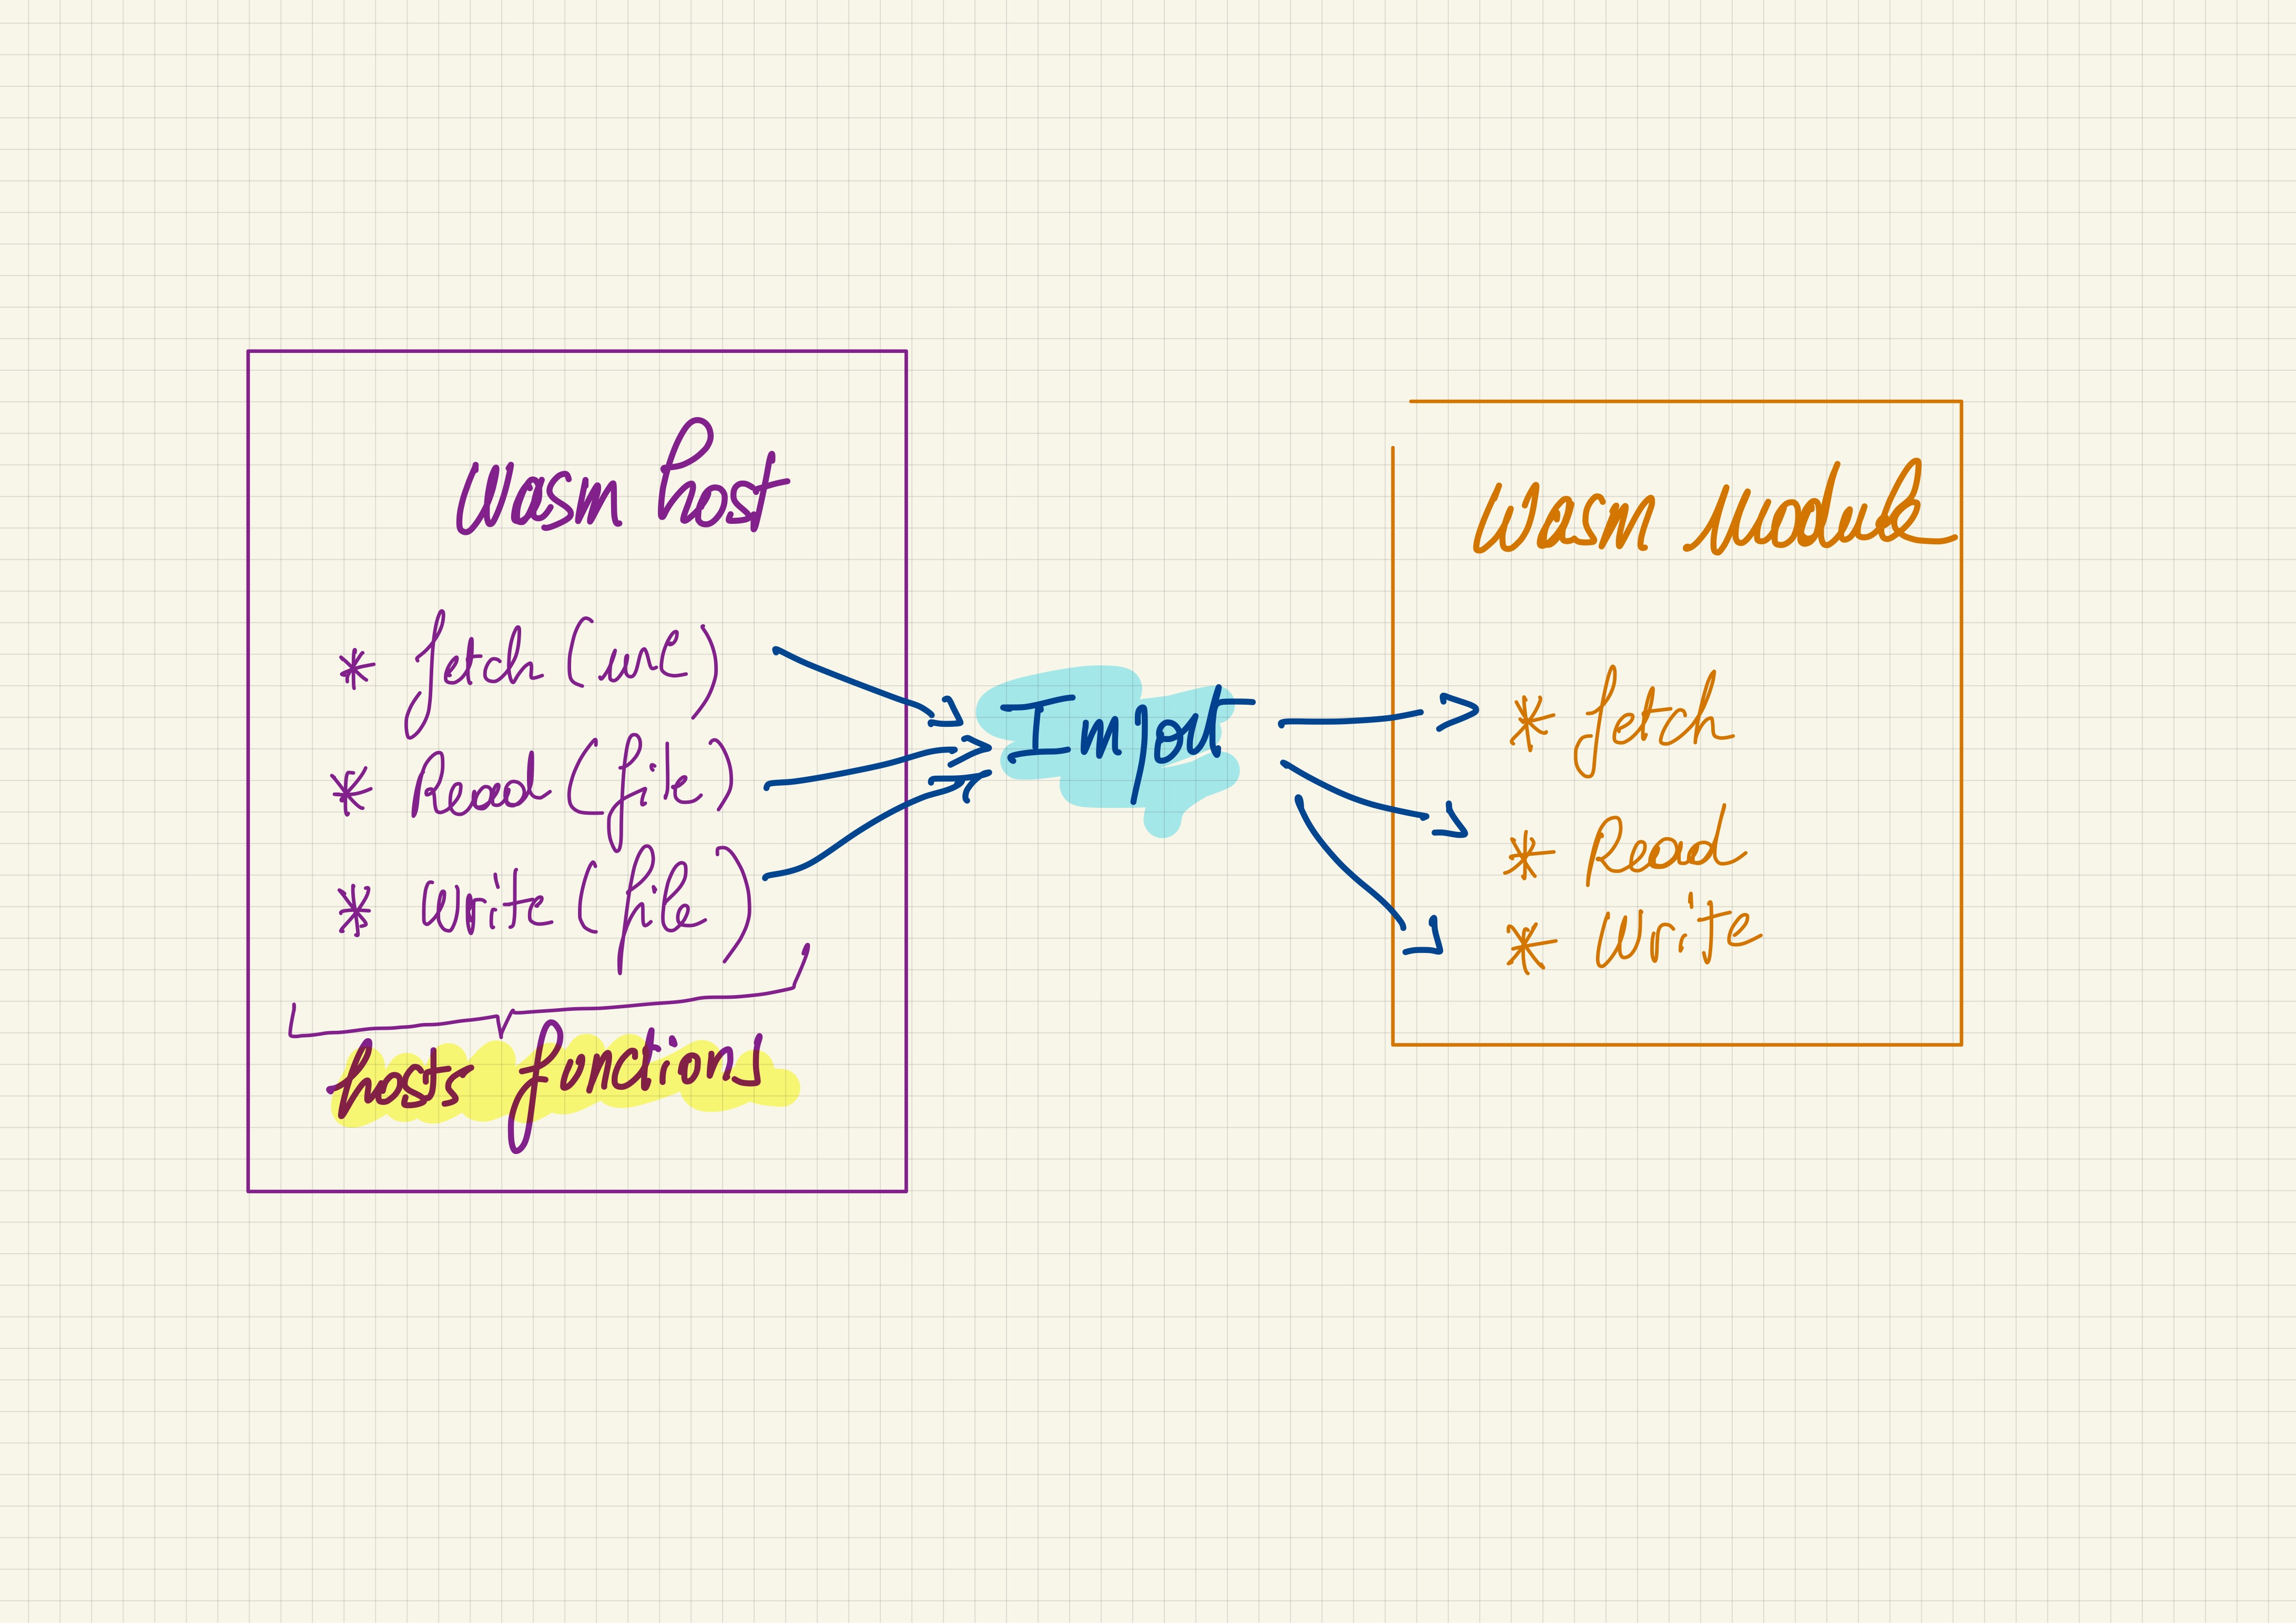 Wasm host
* fetch (url)
* Read (file)
* Write (file)
hosts functions
Import
Wasm Module
* fetch
* Read
* Write